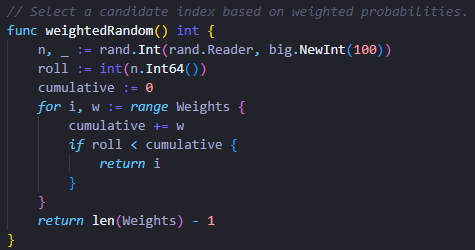 // Select a candidate index based on weighted probabilities.
func weightedRandom() int {
    n, _ := rand.Int(rand.Reader, big.NewInt(100))
    roll := int(n.Int64())
    cumulative := 0
    for i, w := range Weights {
        cumulative += w
        if roll < cumulative {
            return i
        }
    }
    return len(Weights) - 1
}